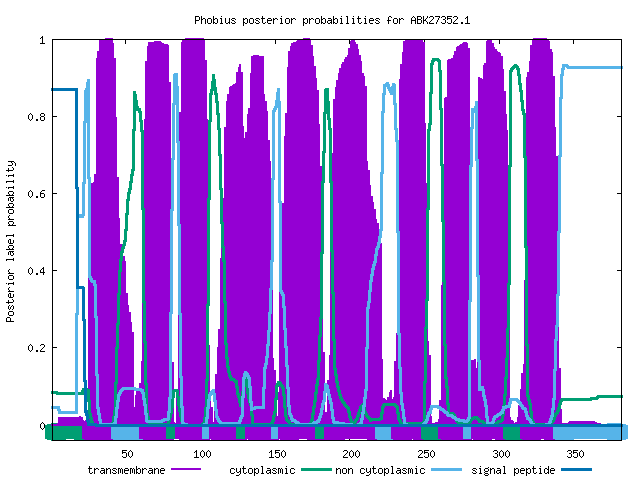 Phobius posterior probabilities for ABK27352.1
Posterior label probability
1
0.8
0.6
0.4
0.2
0
50 100 150 200 250 300 350
transmembrane cytoplasmic non cytoplasmic signal peptide